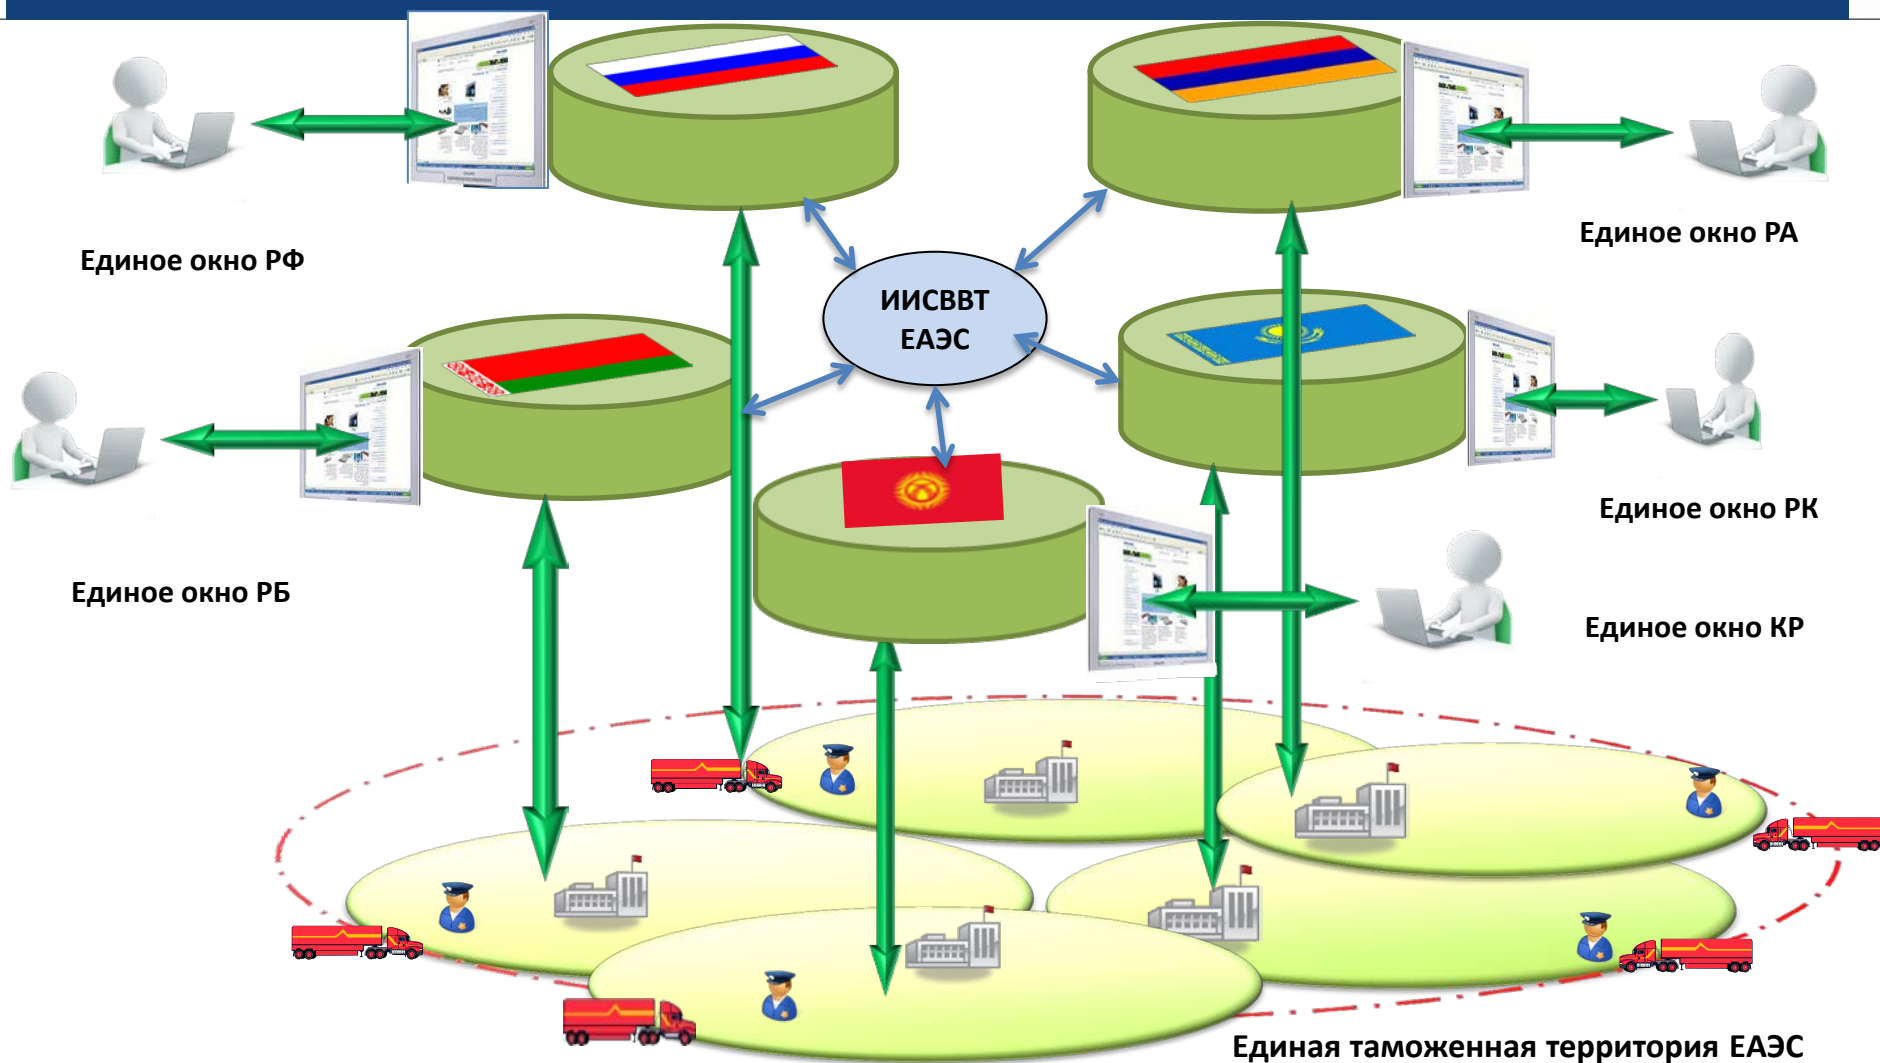 Единое окно РФ
Единое окно РА
ИИСВВТ
ЕАЭС
Единое окно РК
Единое окно РБ
Единое окно КР
Единая таможенная территория ЕАЭС